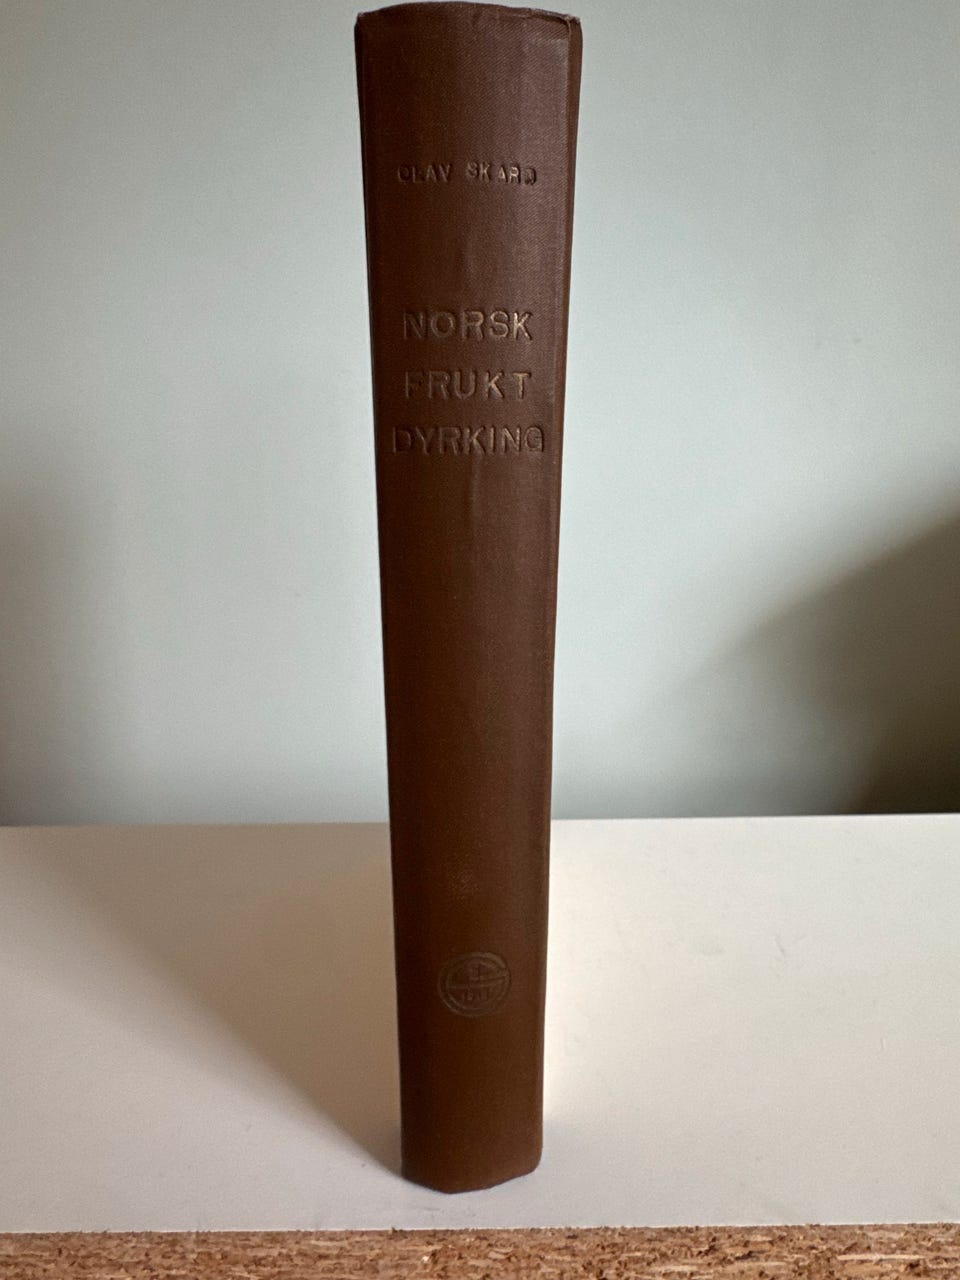 OLAV SKARD
NORSK
FRUKT
DYRKING